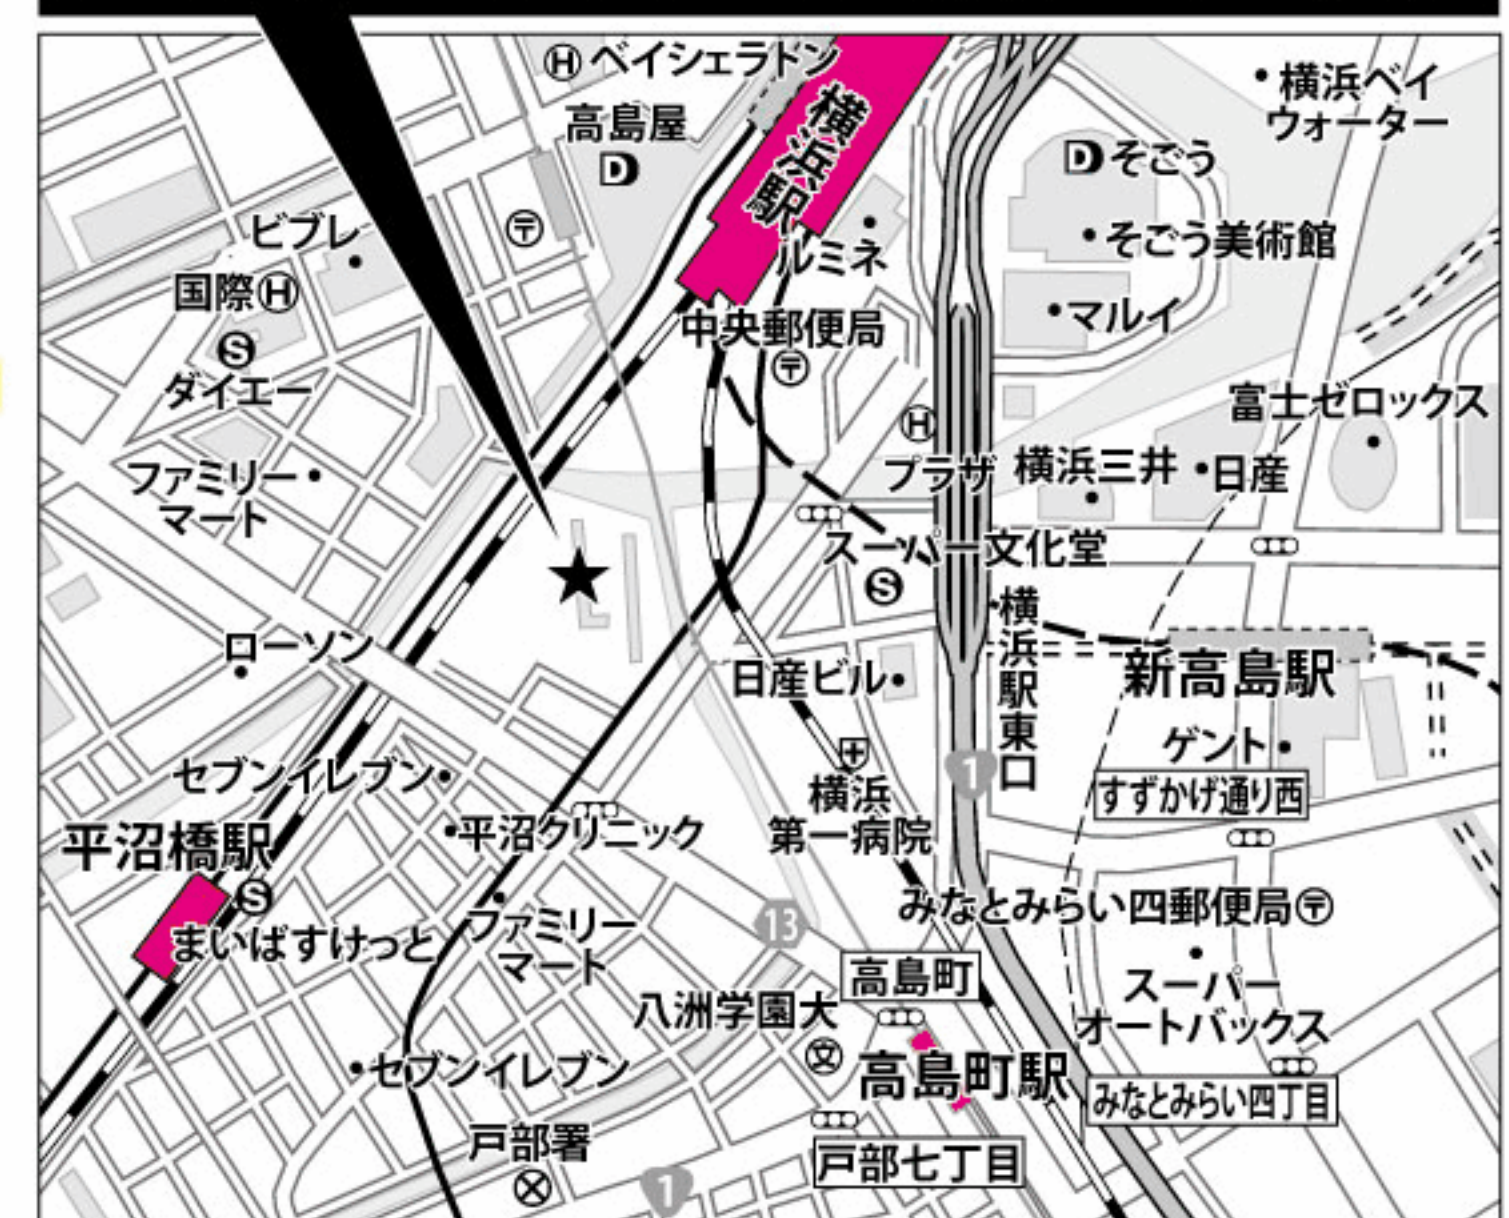 Ⓗベイシェラトン
高島屋
D
横浜駅
横浜ベイ
ウォーター
Dそごう
そごう美術館
マルイ
ルミネ
〒
ビブレ
国際Ⓗ
S
ダイエー
中央郵便局
〒
富士ゼロックス
Ⓗ
プラザ
横浜三井
日産
ファミリー
マート
スーパー文化堂
S
★
横浜駅東口
ローソン
日産ビル
新高島駅
ゲント
すずかげ通り西
1
セブンイレブン
横浜
第一病院
平沼橋駅
平沼クリニック
S
まいばすけっと
ファミリー
マート
13
みなとみらい四郵便局〒
高島町
スーパー
オートバックス
八洲学園大
文
高島町駅
セブンイレブン
みなとみらい四丁目
戸部署
戸部七丁目
1